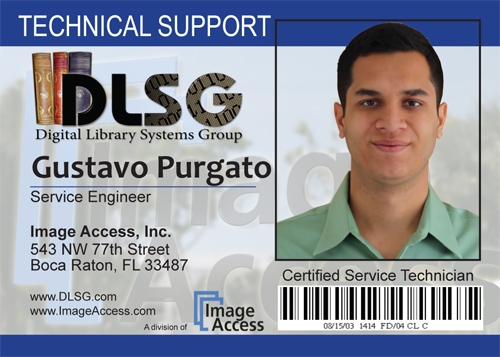 TECHNICAL SUPPORT
DLSG
Digital Library Systems Group
Gustavo Purgato
Service Engineer
Image Access, Inc.
543 NW 77th Street
Boca Raton, FL 33487
www.DLSG.com
www.ImageAccess.com
A division of
Image
Access
Certified Service Technician
08/15/03 1414 FD/04 CL C
Image
Access